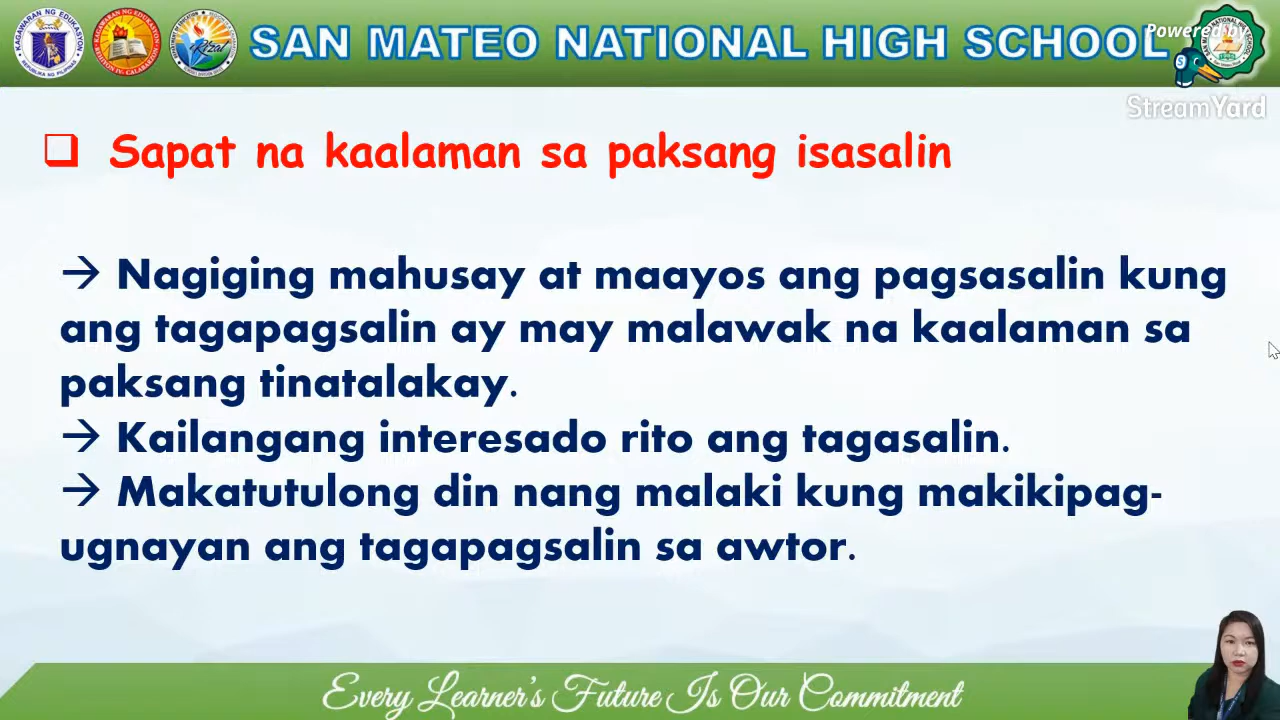 SAN MATEO NATIONAL HIGH SCHOOL
Powered by
StreamYard
Sapat na kaalaman sa paksang isasalin
→ Nagiging mahusay at maayos ang pagsasalin kung
ang tagapagsalin ay may malawak na kaalaman sa
paksang tinatalakay.
→ Kailangang interesado rito ang tagasalin.
→ Makatutulong din nang malaki kung makikipag-
ugnayan ang tagapagsalin sa awtor.
Every Learner's Future Is Our Commitment